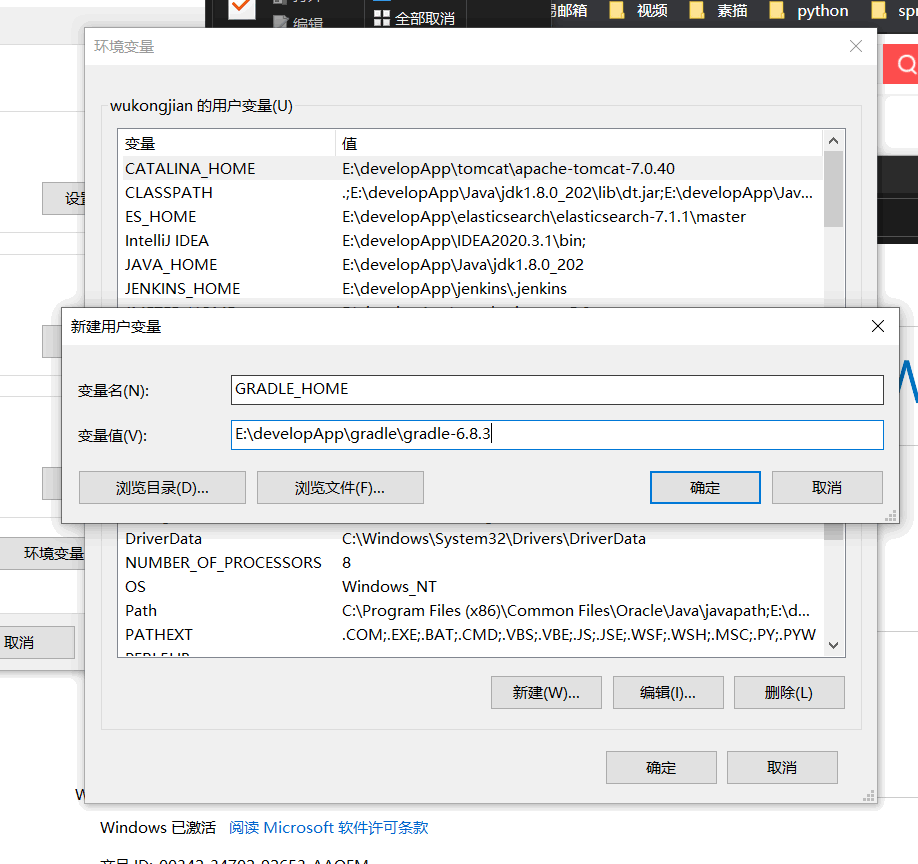 编辑
全部取消
易邮箱
视频
素描
python
spr
环境变量
wukongjian 的用户变量(U)
变量 值
CATALINA_HOME E:\developApp\tomcat\apache-tomcat-7.0.40
CLASSPATH .;E:\developApp\Java\jdk1.8.0_202\lib\dt.jar;E:\developApp\Jav...
ES_HOME E:\developApp\elasticsearch\elasticsearch-7.1.1\master
IntelliJ IDEA E:\developApp\IDEA2020.3.1\bin;
JAVA_HOME E:\developApp\Java\jdk1.8.0_202
JENKINS_HOME E:\developApp\jenkins\.jenkins
新建用户变量
变量名(N): GRADLE_HOME
变量值(V): E:\developApp\gradle\gradle-6.8.3
浏览目录(D)... 浏览文件(F)... 确定 取消
DriverData C:\Windows\System32\Drivers\DriverData
NUMBER_OF_PROCESSORS 8
OS Windows_NT
Path C:\Program Files (x86)\Common Files\Oracle\Java\javapath;E:\d...
PATHEXT .COM;.EXE;.BAT;.CMD;.VBS;.VBE;.JS;.JSE;.WSF;.WSH;.MSC;.PY;.PYW
新建(W)... 编辑(I)... 删除(L)
确定 取消
设置
环境变量
取消
W
Windows 已激活 阅读 Microsoft 软件许可条款